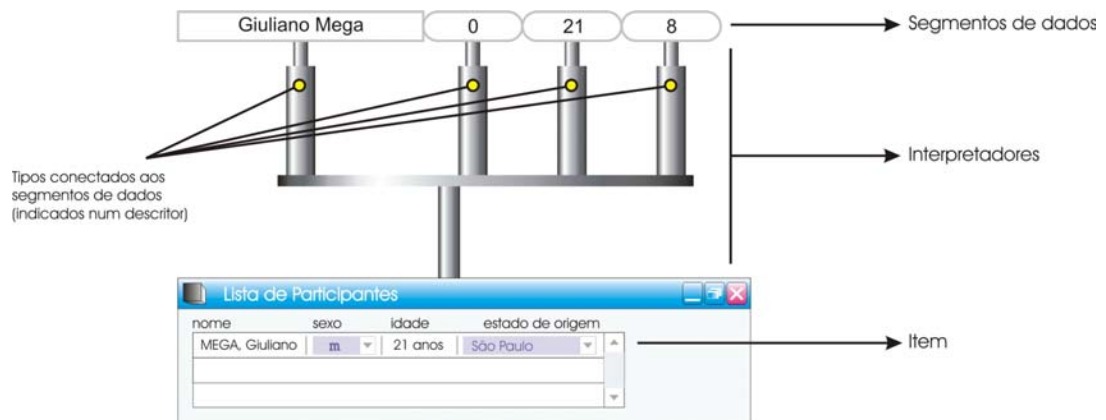 Giuliano Mega 0 21 8 Segmentos de dados
Interpretadores
Tipos conectados aos
segmentos de dados
(indicados num descritor)
Lista de Participantes
nome sexo idade estado de origem
MEGA, Giuliano m 21 anos São Paulo
Item